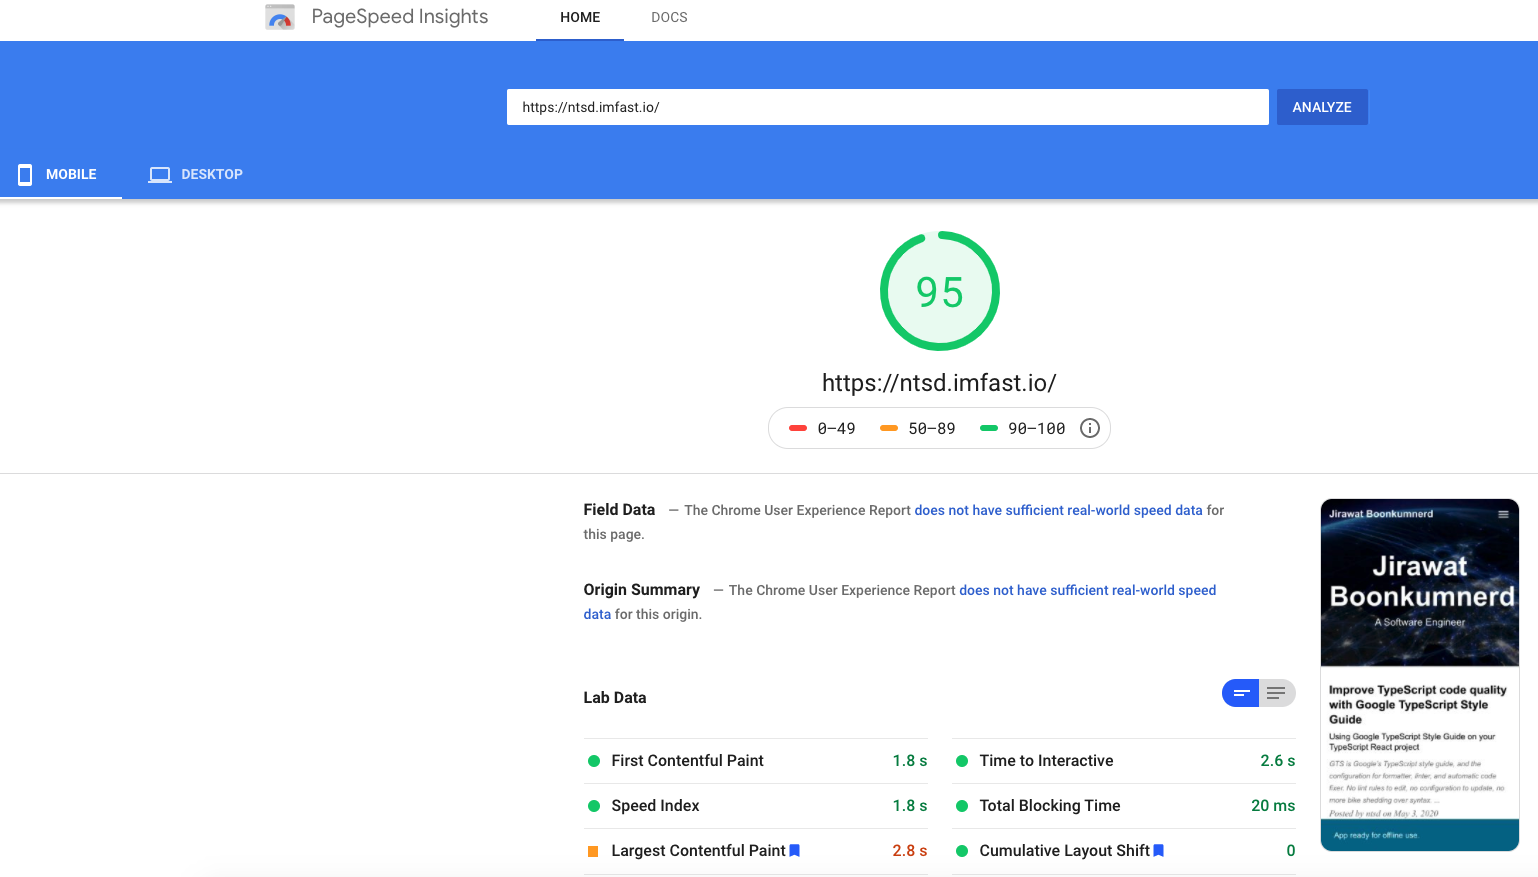 PageSpeed Insights
HOME
DOCS
https://ntsd.imfast.io/
ANALYZE
MOBILE
DESKTOP
95
https://ntsd.imfast.io/
0–49
50–89
90–100
Field Data — The Chrome User Experience Report does not have sufficient real-world speed data for
this page.
Origin Summary — The Chrome User Experience Report does not have sufficient real-world speed
data for this origin.
Lab Data
First Contentful Paint 1.8 s
Time to Interactive 2.6 s
Speed Index 1.8 s
Total Blocking Time 20 ms
Largest Contentful Paint 2.8 s
Cumulative Layout Shift 0
Jirawat Boonkumnerd
Jirawat
Boonkumnerd
A Software Engineer
Improve TypeScript code quality
with Google TypeScript Style
Guide
Using Google TypeScript Style Guide on your
TypeScript React project
GTS is Google's TypeScript style guide, and the
configuration for formatter, linter, and automatic code
fixer. No lint rules to edit, no configuration to update, no
more bike shedding over syntax. ...
Posted by ntsd on May 3, 2020
App ready for offline use.